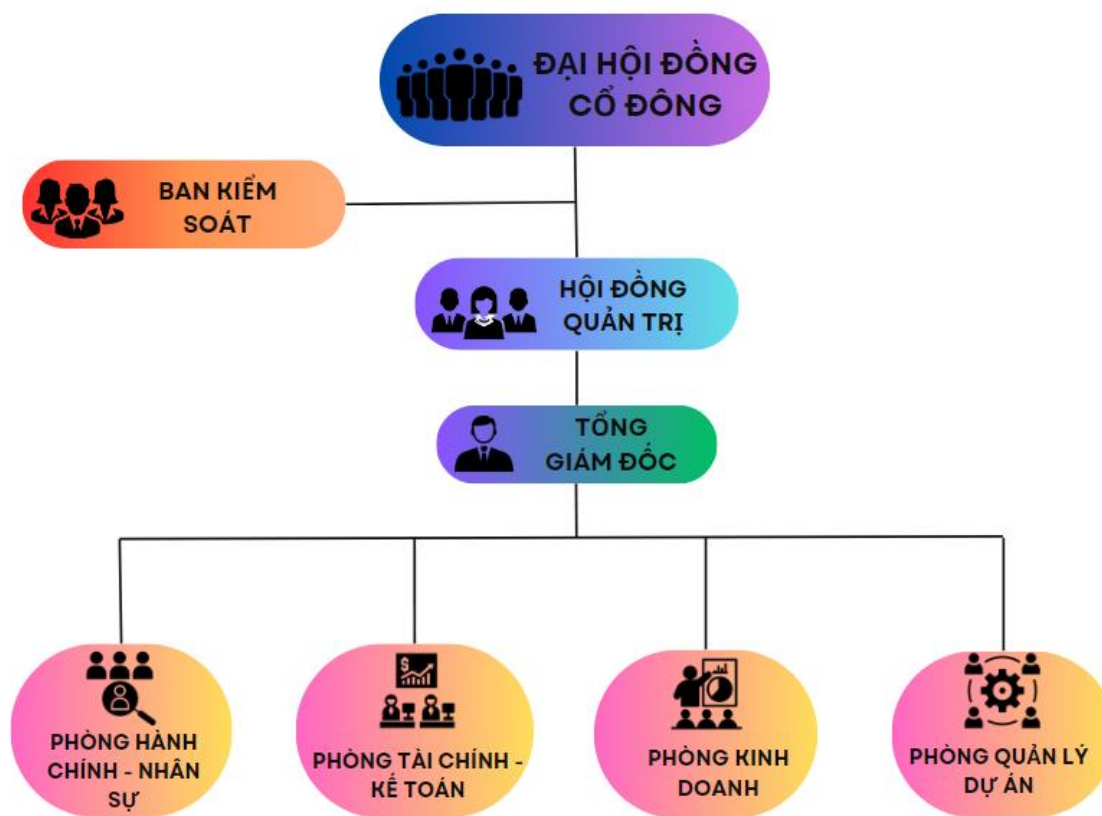 ĐẠI HỘI ĐỒNG
CỔ ĐÔNG
BAN KIỂM
SOÁT
HỘI ĐỒNG
QUẢN TRỊ
TỔNG
GIÁM ĐỐC
PHÒNG HÀNH
CHÍNH - NHÂN
SỰ
PHÒNG TÀI CHÍNH -
KẾ TOÁN
PHÒNG KINH
DOANH
PHÒNG QUẢN LÝ
DỰ ÁN